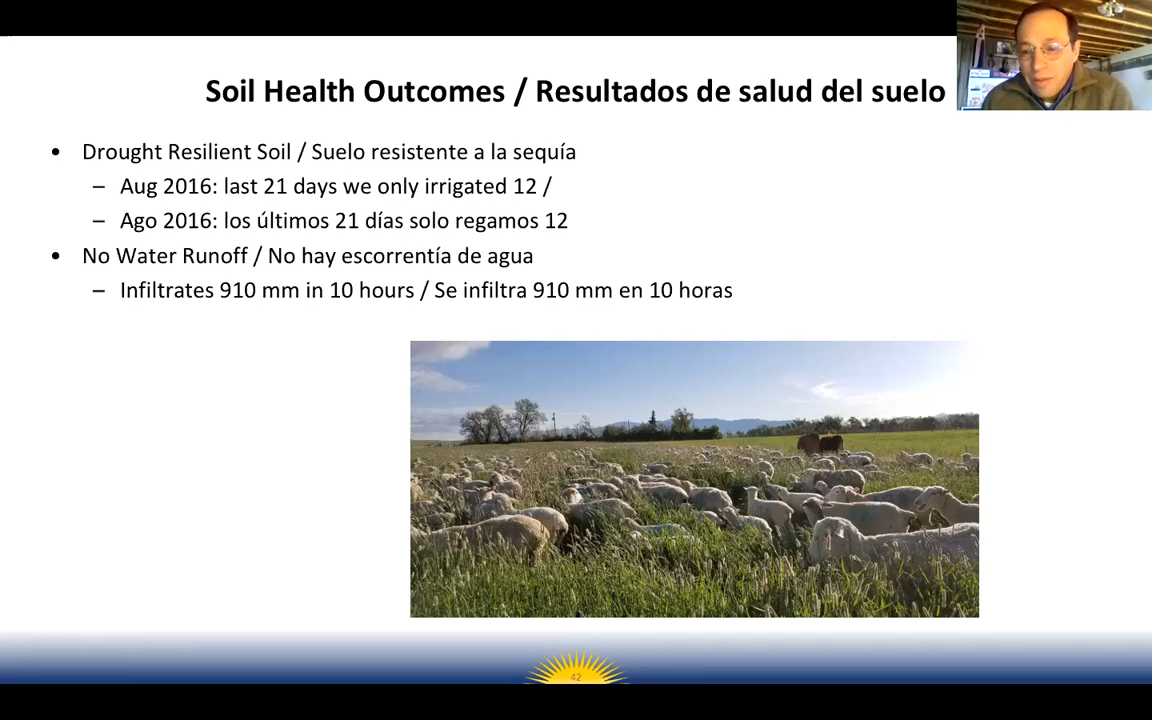 Soil Health Outcomes / Resultados de salud del suelo
• Drought Resilient Soil / Suelo resistente a la sequía
– Aug 2016: last 21 days we only irrigated 12 /
– Ago 2016: los últimos 21 días solo regamos 12
• No Water Runoff / No hay escorrentía de agua
– Infiltrates 910 mm in 10 hours / Se infiltra 910 mm en 10 horas
42